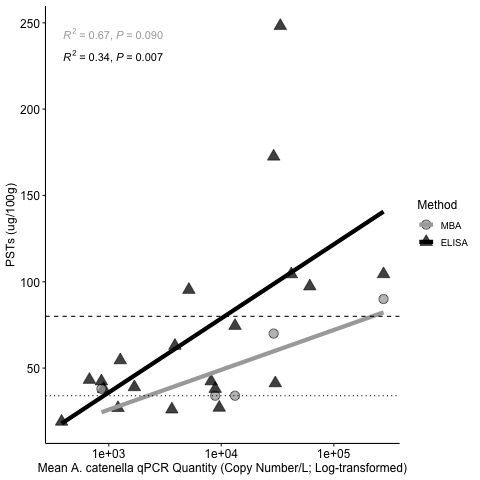 250
200
150
100
50
PSTs (ug/100g)
R² = 0.67, P = 0.090
R² = 0.34, P = 0.007
Method
MBA
ELISA
1e+03 1e+04 1e+05
Mean A. catenella qPCR Quantity (Copy Number/L; Log-transformed)